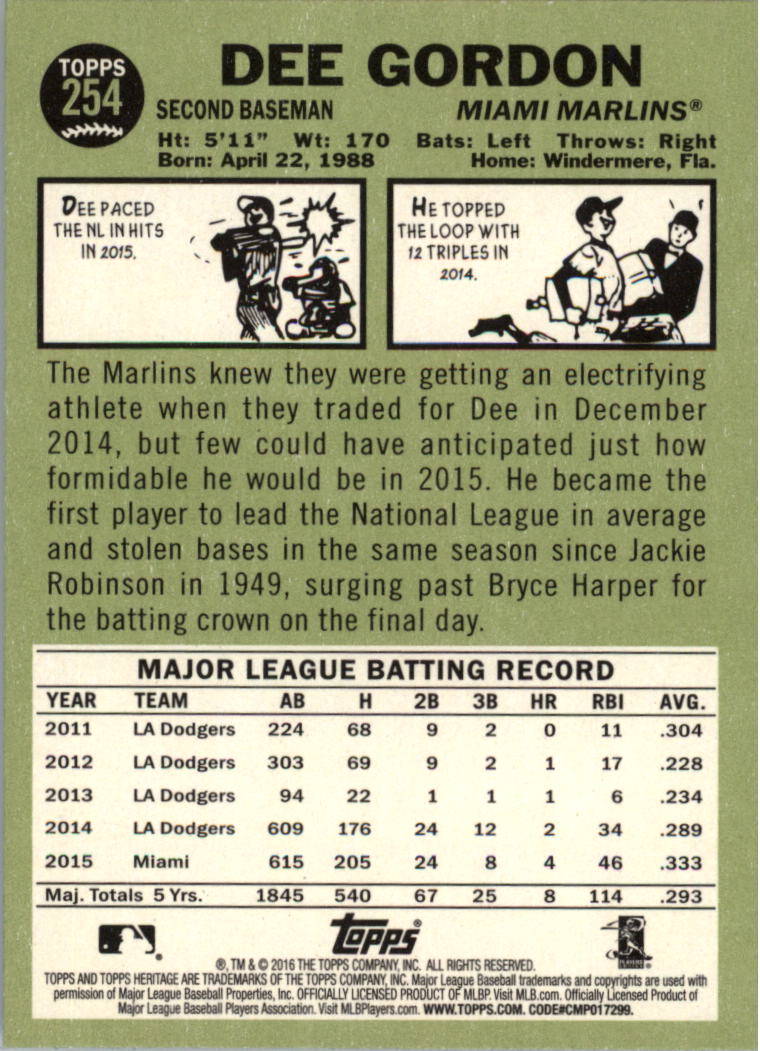 TOPPS
254
DEE GORDON
SECOND BASEMAN MIAMI MARLINS®
Ht: 5'11" Wt: 170 Bats: Left Throws: Right
Born: April 22, 1988 Home: Windermere, Fla.
DEE PACED
THE NL IN HITS
IN 2015.
HE TOPPED
THE LOOP WITH
12 TRIPLES IN
2014.
The Marlins knew they were getting an electrifying
athlete when they traded for Dee in December
2014, but few could have anticipated just how
formidable he would be in 2015. He became the
first player to lead the National League in average
and stolen bases in the same season since Jackie
Robinson in 1949, surging past Bryce Harper for
the batting crown on the final day.
MAJOR LEAGUE BATTING RECORD
YEAR TEAM AB H 2B 3B HR RBI AVG.
2011 LA Dodgers 224 68 9 2 0 11 .304
2012 LA Dodgers 303 69 9 2 1 17 .228
2013 LA Dodgers 94 22 1 1 1 6 .234
2014 LA Dodgers 609 176 24 12 2 34 .289
2015 Miami 615 205 24 8 4 46 .333
Maj. Totals 5 Yrs. 1845 540 67 25 8 114 .293
Topps®
®, TM & © 2016 THE TOPPS COMPANY, INC. ALL RIGHTS RESERVED.
TOPPS AND TOPPS HERITAGE ARE TRADEMARKS OF THE TOPPS COMPANY, INC. Major League Baseball trademarks and copyrights are used with
permission of Major League Baseball Properties, Inc. OFFICIALLY LICENSED PRODUCT OF MLBP. Visit MLB.com. Officially Licensed Product of
Major League Baseball Players Association. Visit MLBPlayers.com. WWW.TOPPS.COM. CODE#CMP017299.